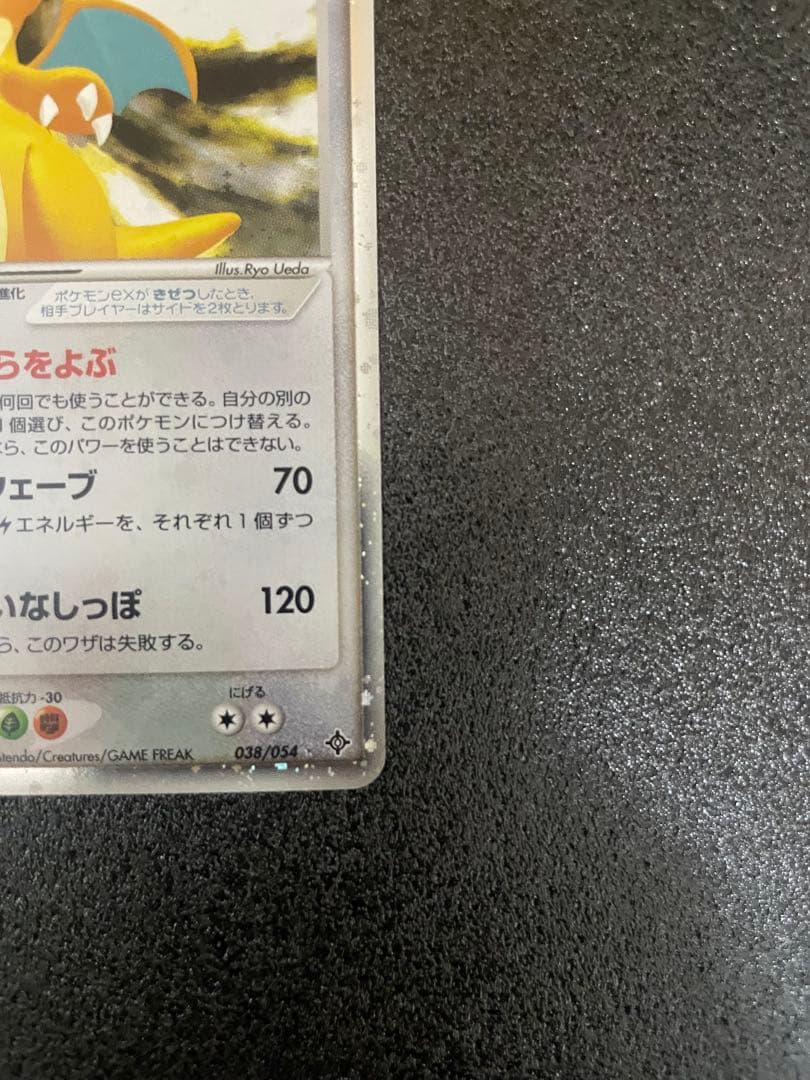 Illus.Ryo Ueda
進化
ポケモンexが きぜつしたとき、
相手プレイヤーはサイドを2枚とります。
らをよぶ
何回でも使うことができる。自分の別の
1個選び、このポケモンにつけ替える。
ら、このパワーを使うことはできない。
ウェーブ 70
エネルギーを、それぞれ1個ずつ
いなしっぽ 120
ら、このワザは失敗する。
抵抗力 -30
にげる
ntendo/Creatures/GAME FREAK 038/054